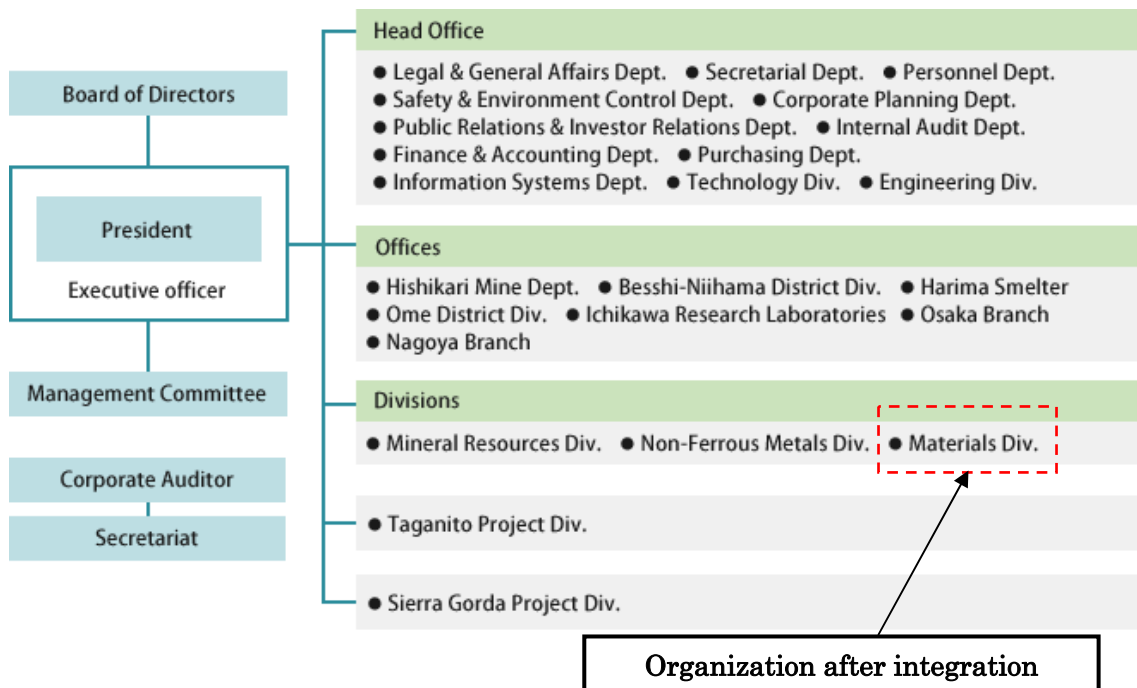 Board of Directors
President
Executive officer
Management Committee
Corporate Auditor
Secretariat
Head Office
● Legal & General Affairs Dept. ● Secretarial Dept. ● Personnel Dept.
● Safety & Environment Control Dept. ● Corporate Planning Dept.
● Public Relations & Investor Relations Dept. ● Internal Audit Dept.
● Finance & Accounting Dept. ● Purchasing Dept.
● Information Systems Dept. ● Technology Div. ● Engineering Div.
Offices
● Hishikari Mine Dept. ● Besshi-Niihama District Div. ● Harima Smelter
● Ome District Div. ● Ichikawa Research Laboratories ● Osaka Branch
● Nagoya Branch
Divisions
● Mineral Resources Div. ● Non-Ferrous Metals Div. ● Materials Div.
● Taganito Project Div.
● Sierra Gorda Project Div.
Organization after integration